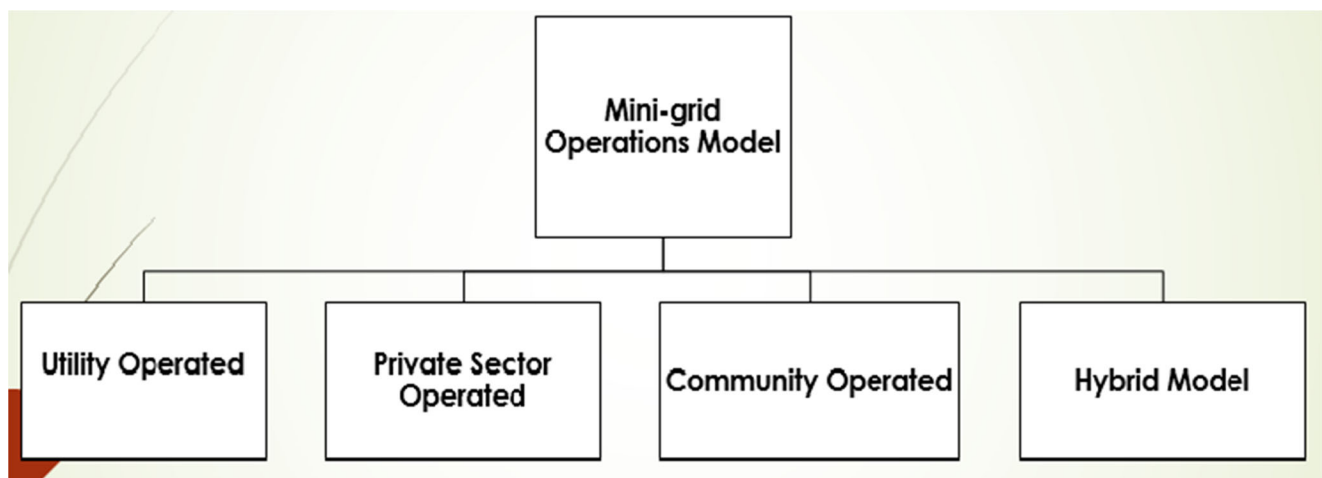 Mini-grid
Operations Model
Utility Operated
Private Sector
Operated
Community Operated
Hybrid Model